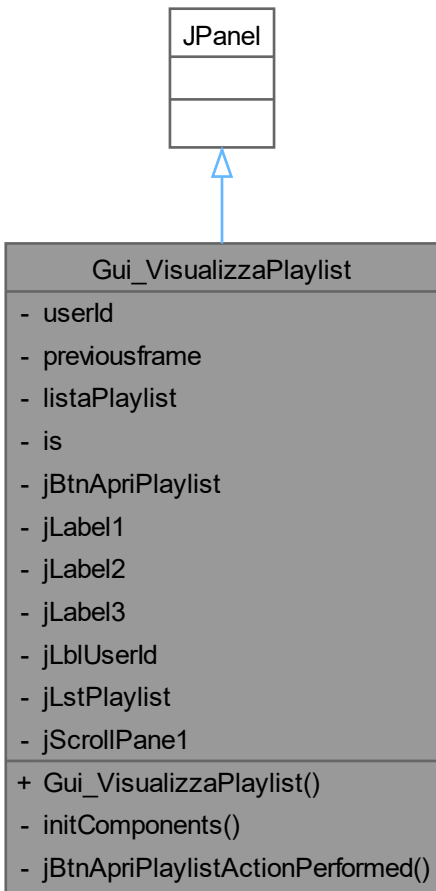 JPanel
Gui_VisualizzaPlaylist
- userId
- previousframe
- listaPlaylist
- is
- jBtnApriPlaylist
- jLabel1
- jLabel2
- jLabel3
- jLblUserId
- jLstPlaylist
- jScrollPane1
+ Gui_VisualizzaPlaylist()
- initComponents()
- jBtnApriPlaylistActionPerformed()